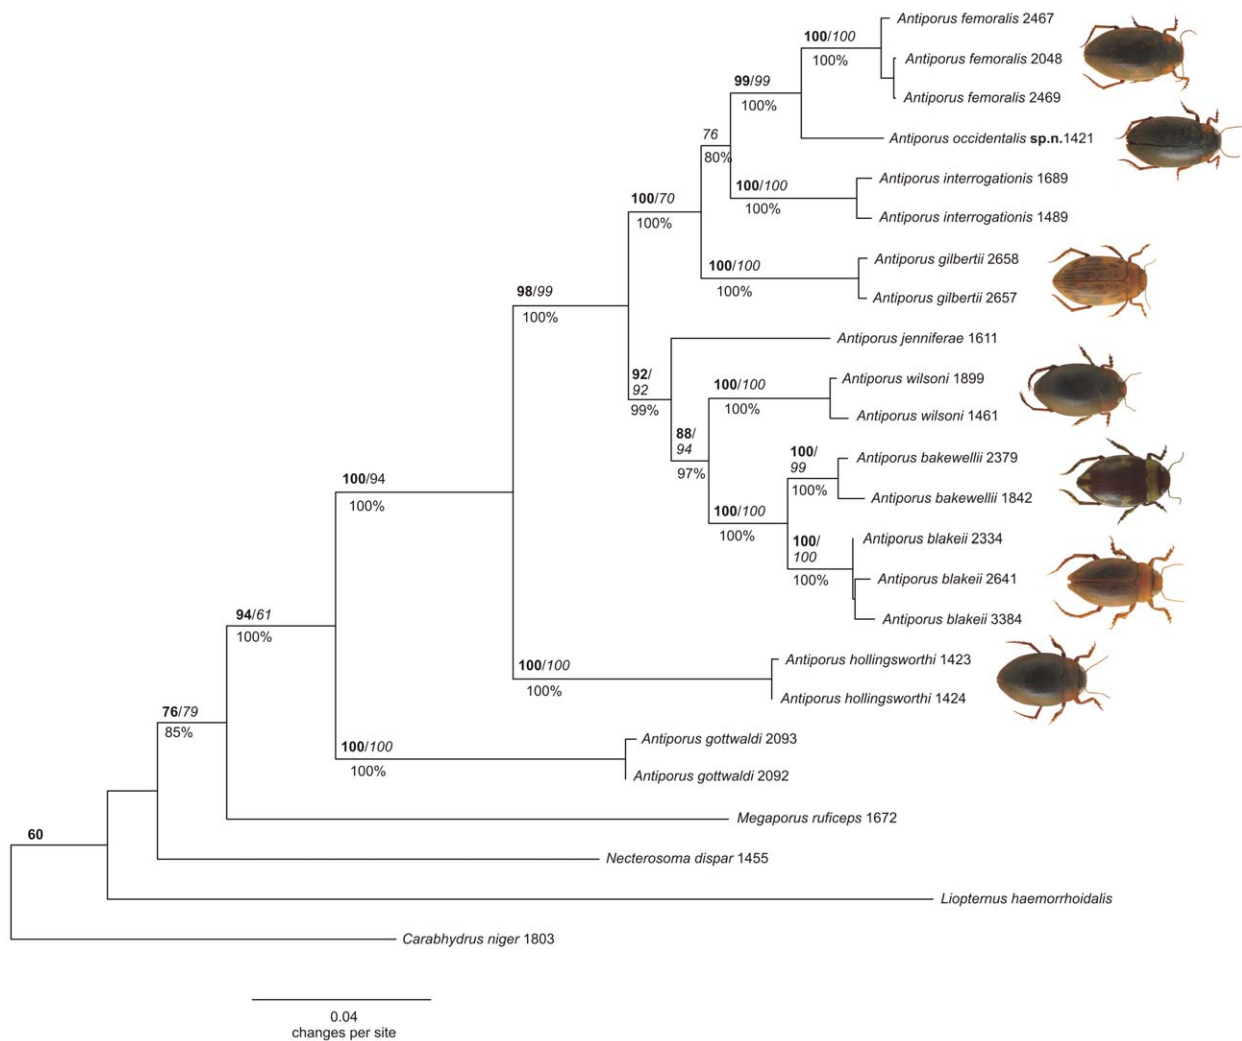 Antiporus femoralis 2467
100/100
100%
Antiporus femoralis 2048
99/99
100%
Antiporus femoralis 2469
76
80%
Antiporus occidentalis sp.n.1421
100/100
100%
Antiporus interrogationis 1689
100/70
100%
Antiporus interrogationis 1489
100/100
100%
Antiporus gilbertii 2658
Antiporus gilbertii 2657
98/99
100%
Antiporus jenniferae 1611
92/
92
99%
100/100
100%
Antiporus wilsoni 1899
Antiporus wilsoni 1461
88/
94
97%
100/
99
100%
Antiporus bakewellii 2379
Antiporus bakewellii 1842
100/94
100%
100/100
100%
100/
100
100%
Antiporus blakeii 2334
Antiporus blakeii 2641
Antiporus blakeii 3384
94/61
100%
100/100
100%
Antiporus hollingsworthi 1423
Antiporus hollingsworthi 1424
76/79
85%
100/100
100%
Antiporus gottwaldi 2093
Antiporus gottwaldi 2092
Megaporus ruficeps 1672
60
Necterosoma dispar 1455
Liopternus haemorrhoidalis
Carabhydrus niger 1803
0.04
changes per site